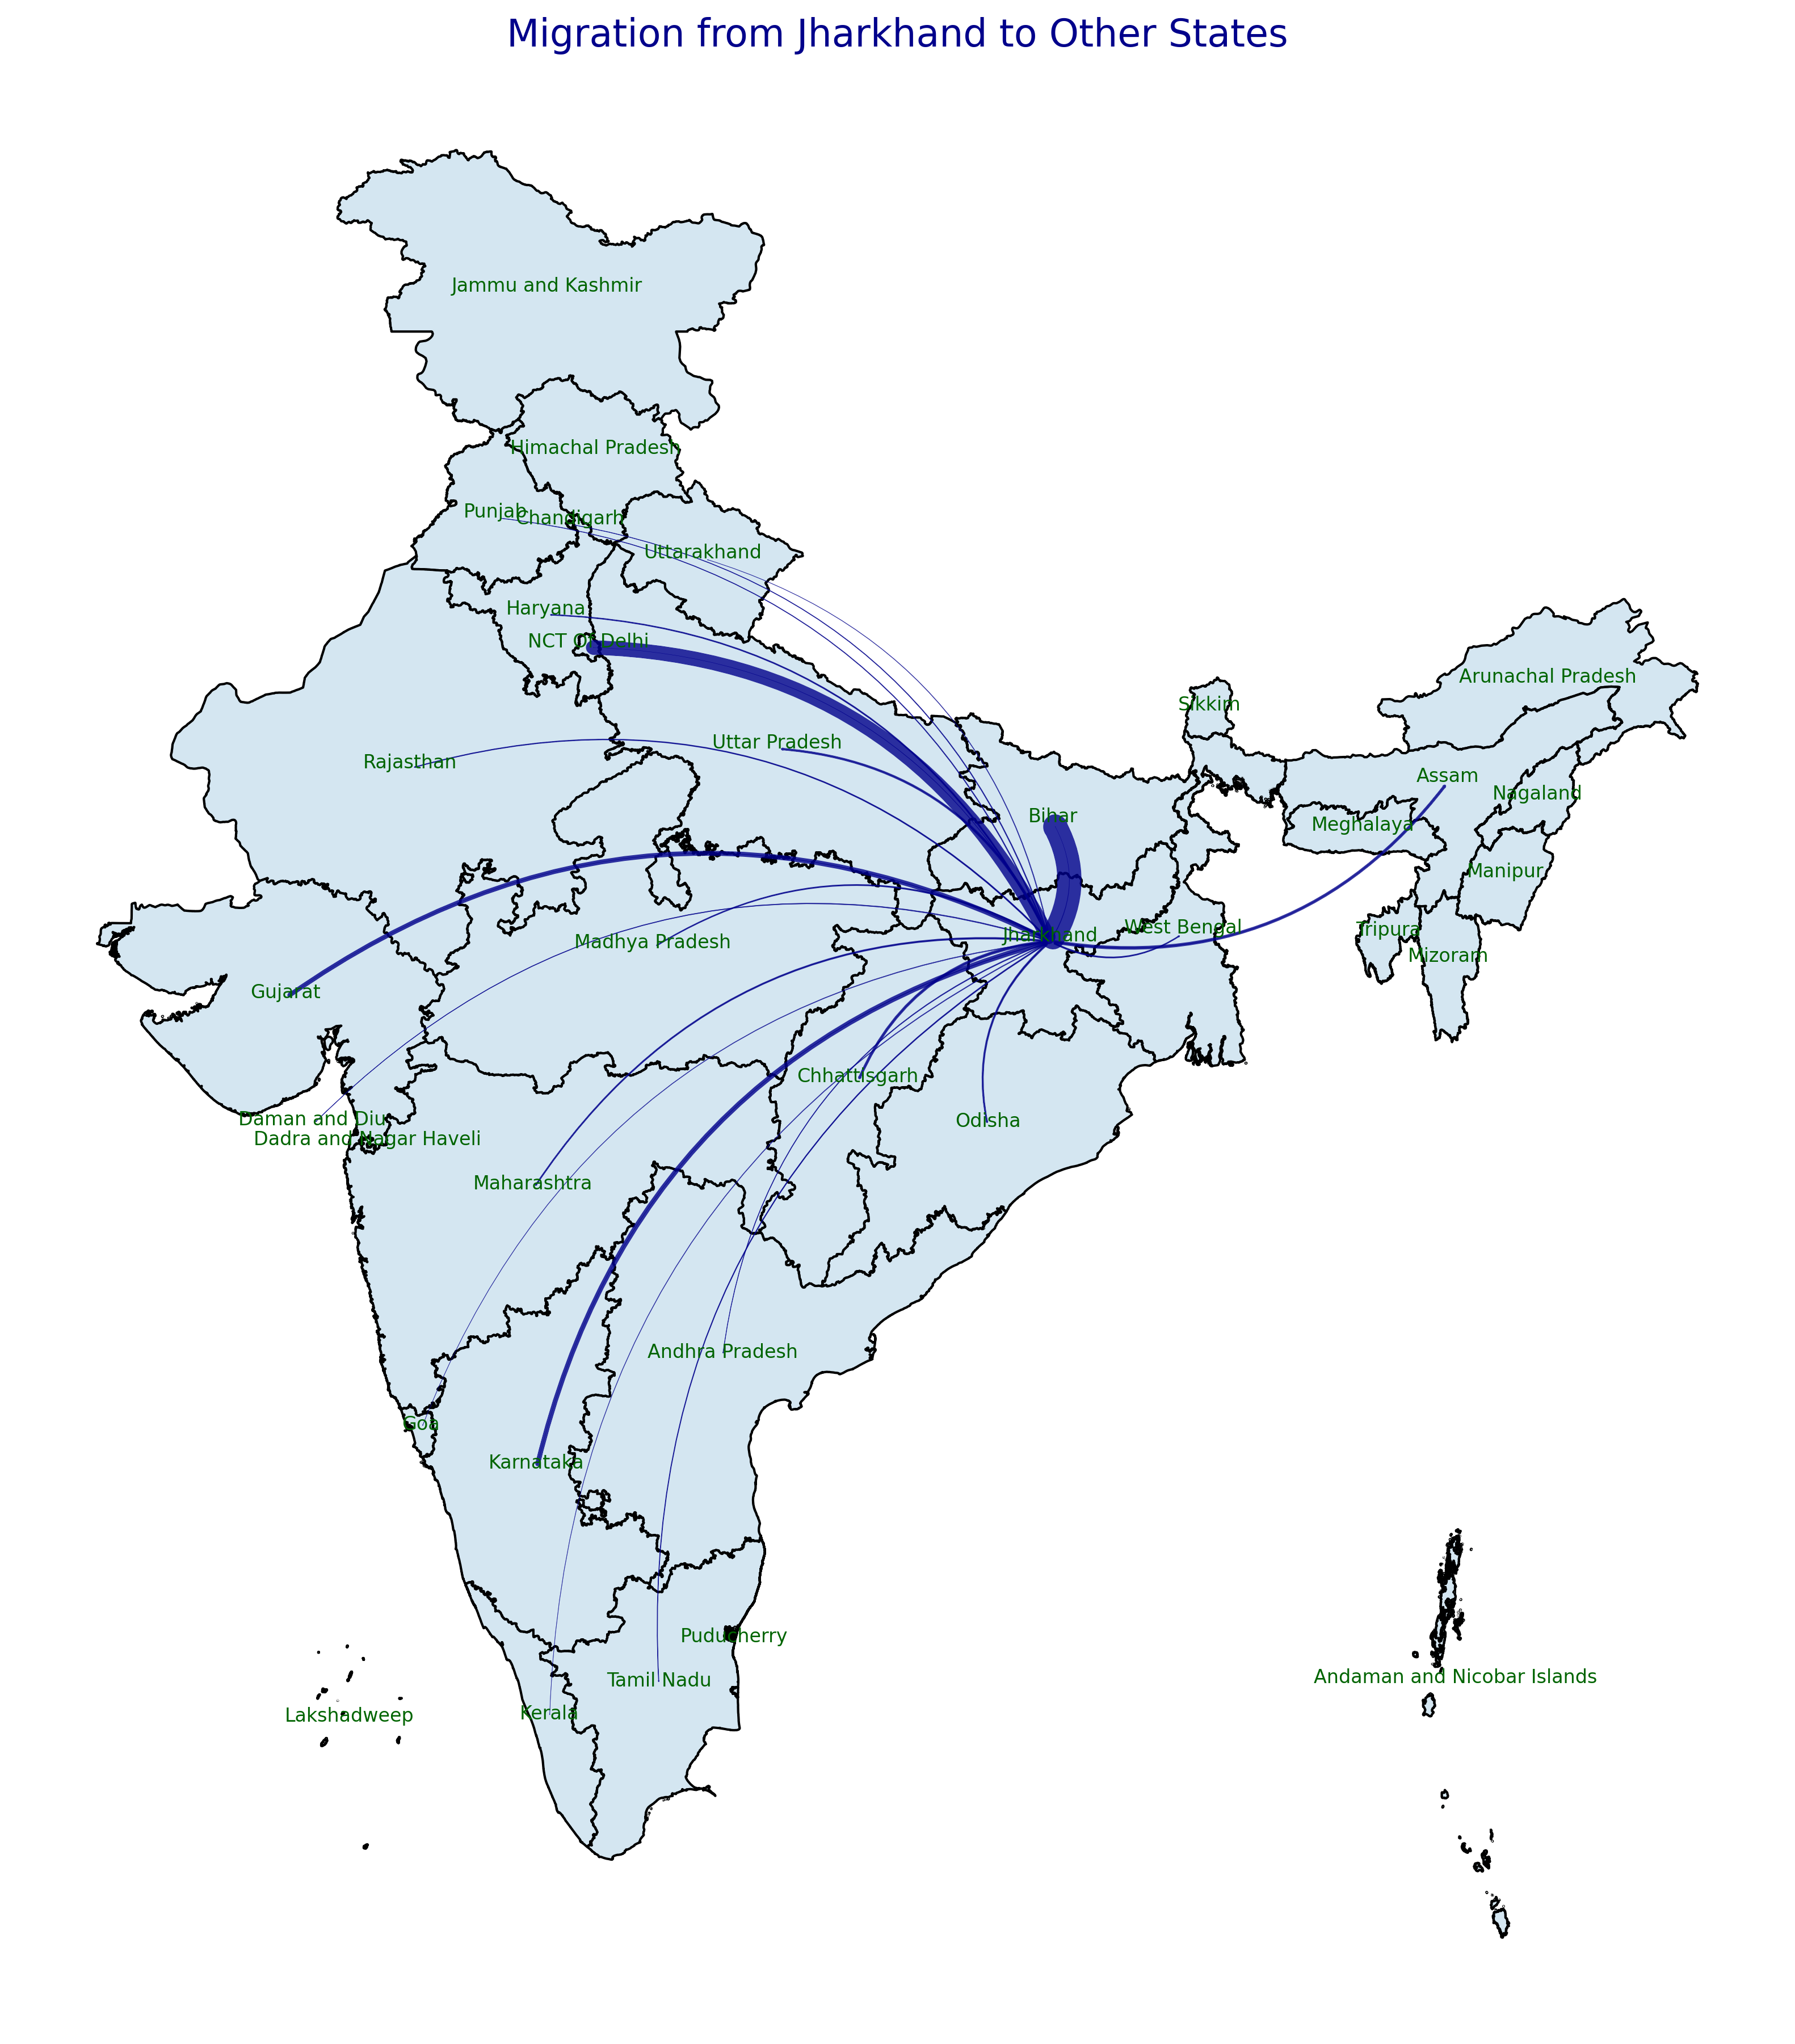 Migration from Jharkhand to Other States
Jammu and Kashmir
Himachal Pradesh
Punjab
Chandigarh
Uttarakhand
Haryana
NCT Of Delhi
Arunachal Pradesh
Sikkim
Uttar Pradesh
Rajasthan
Assam
Nagaland
Bihar
Meghalaya
Manipur
West Bengal
Tripura
Jharkhand
Madhya Pradesh
Mizoram
Gujarat
Chhattisgarh
Daman and Diu
Odisha
Dadra and Nagar Haveli
Maharashtra
Andhra Pradesh
Goa
Karnataka
Puducherry
Andaman and Nicobar Islands
Tamil Nadu
Kerala
Lakshadweep